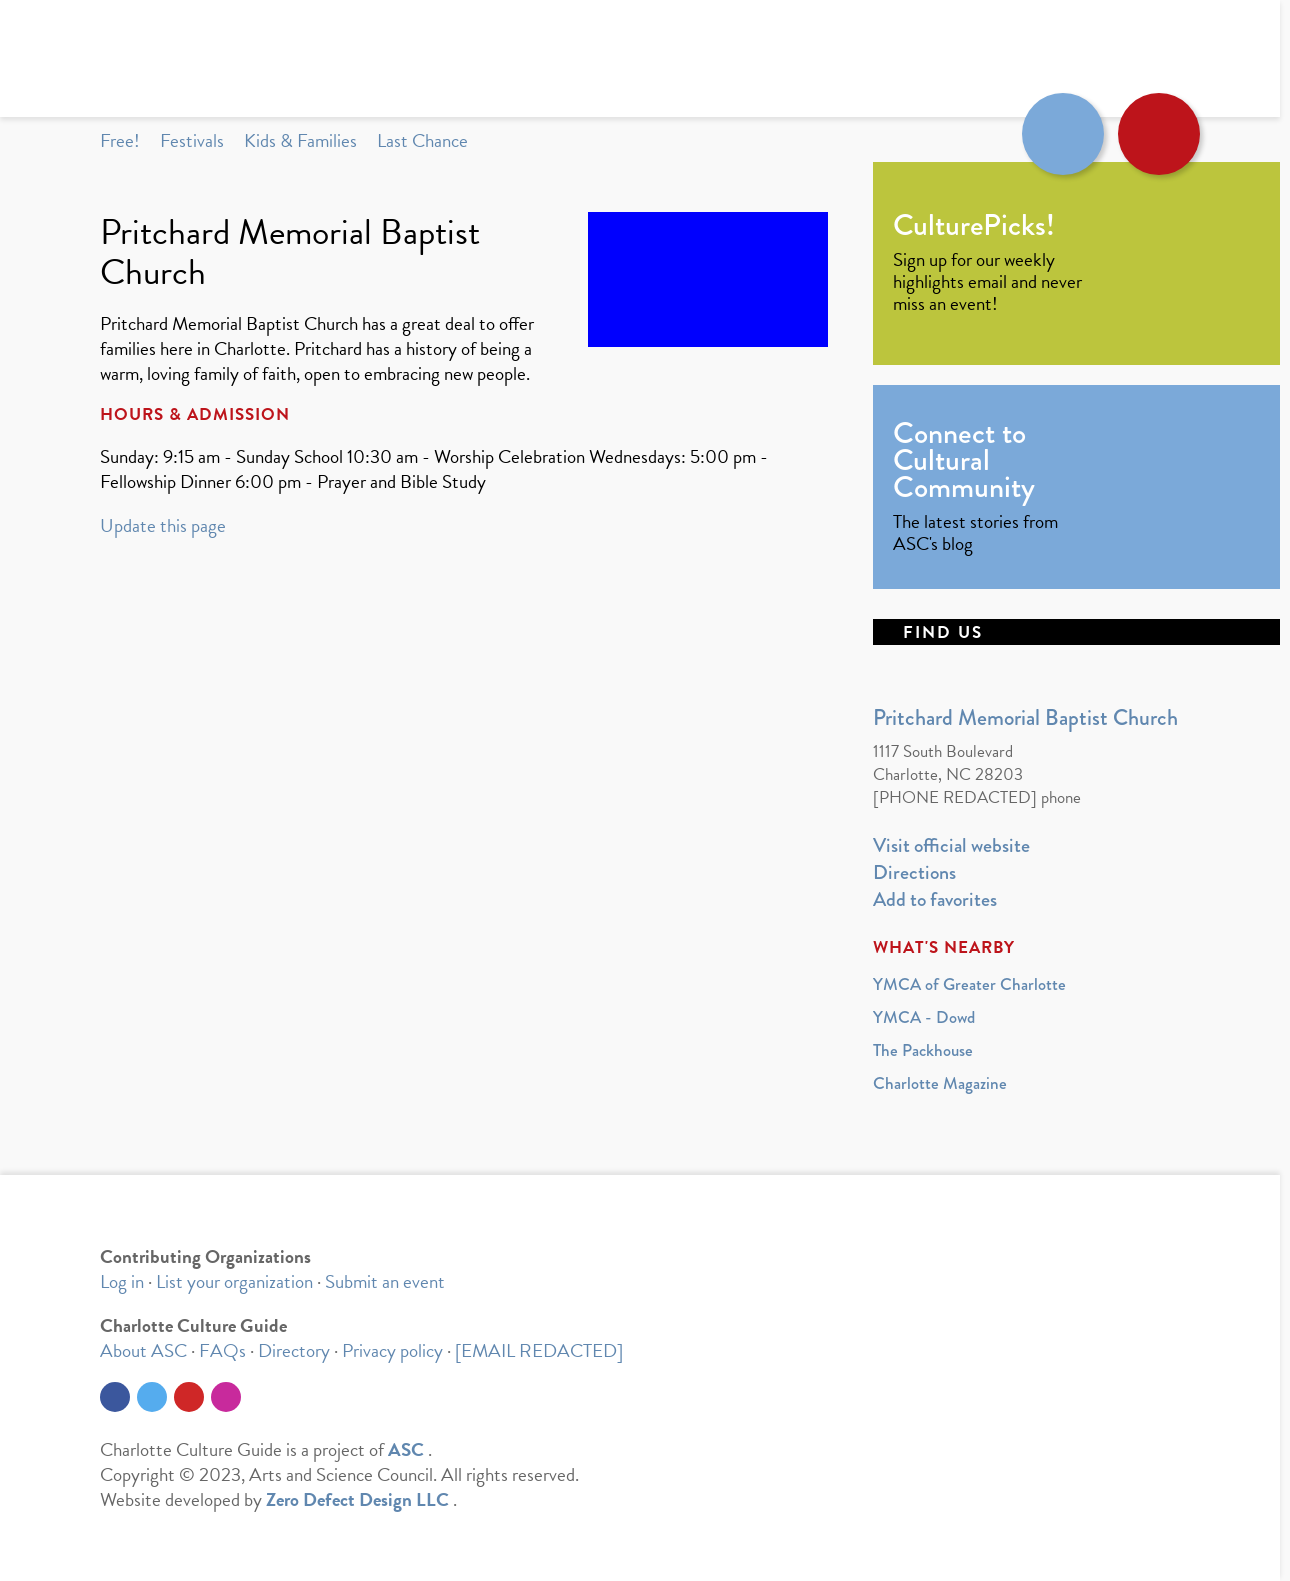 Free! Festivals Kids & Families Last Chance
Pritchard Memorial Baptist
Church
Pritchard Memorial Baptist Church has a great deal to offer
families here in Charlotte. Pritchard has a history of being a
warm, loving family of faith, open to embracing new people.
HOURS & ADMISSION
Sunday: 9:15 am - Sunday School 10:30 am - Worship Celebration Wednesdays: 5:00 pm -
Fellowship Dinner 6:00 pm - Prayer and Bible Study
Update this page
CulturePicks!
Sign up for our weekly
highlights email and never
miss an event!
Connect to
Cultural
Community
The latest stories from
ASC's blog
FIND US
Pritchard Memorial Baptist Church
1117 South Boulevard
Charlotte, NC 28203
[PHONE REDACTED] phone
Visit official website
Directions
Add to favorites
WHAT'S NEARBY
YMCA of Greater Charlotte
YMCA - Dowd
The Packhouse
Charlotte Magazine
Contributing Organizations
Log in · List your organization · Submit an event
Charlotte Culture Guide
About ASC · FAQs · Directory · Privacy policy · [EMAIL REDACTED]
Charlotte Culture Guide is a project of ASC .
Copyright © 2023, Arts and Science Council. All rights reserved.
Website developed by Zero Defect Design LLC .